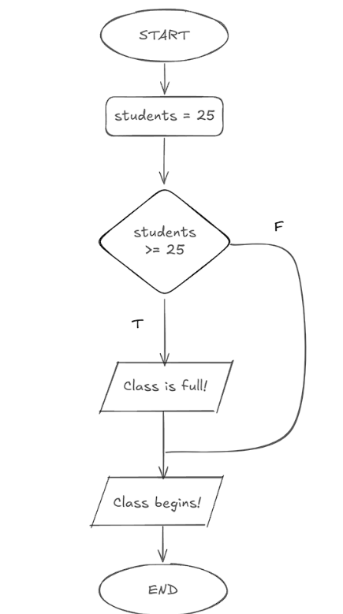 START
students = 25
students
>= 25
F
T
Class is full!
Class begins!
END